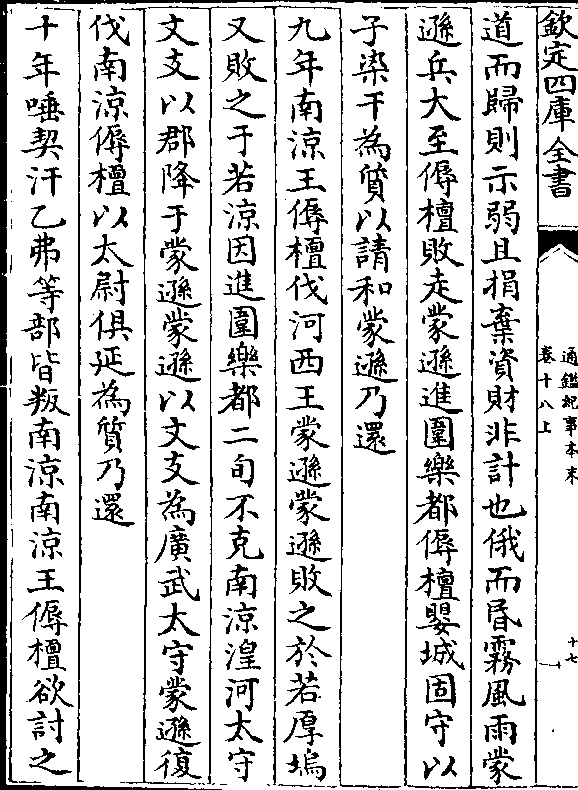 欽定四庫全書
通鑑紀事本末
卷十八上
十七
道而歸則示弱且捐棄資財非計也俄而昏霧風雨蒙
遜兵大至傉檀敗走蒙遜進圍樂都傉檀嬰城固守以
子染干為質以請和蒙遜乃還
九年南涼王傉檀伐河西王蒙遜蒙遜敗之於若厚塢
又敗之于若涼因進圍樂都二旬不克南涼湟河太守
文支以郡降于蒙遜蒙遜以文支為廣武太守蒙遜復
伐南涼傉檀以太尉俱延為質乃還
十年唾契汗乙弗等部皆叛南涼南涼王傉檀欲討之